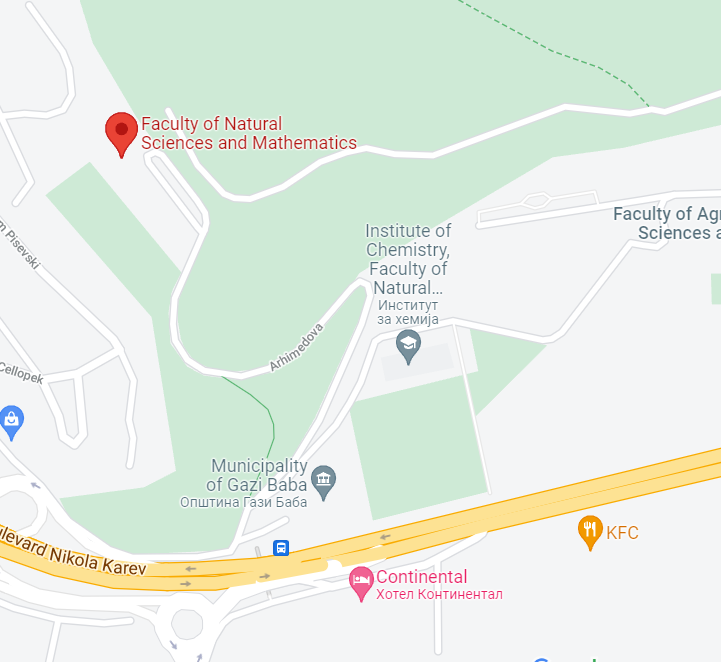 Faculty of Natural
Sciences and Mathematics
Faculty of Agr
Sciences a
Institute of
Chemistry,
Faculty of
Natural...
Институт
за хемија
m Pisevski
Arhimedova
Cellopek
Municipality
of Gazi Baba
Општина Гази Баба
KFC
ulevard Nikola Karev
Continental
Хотел Континентал